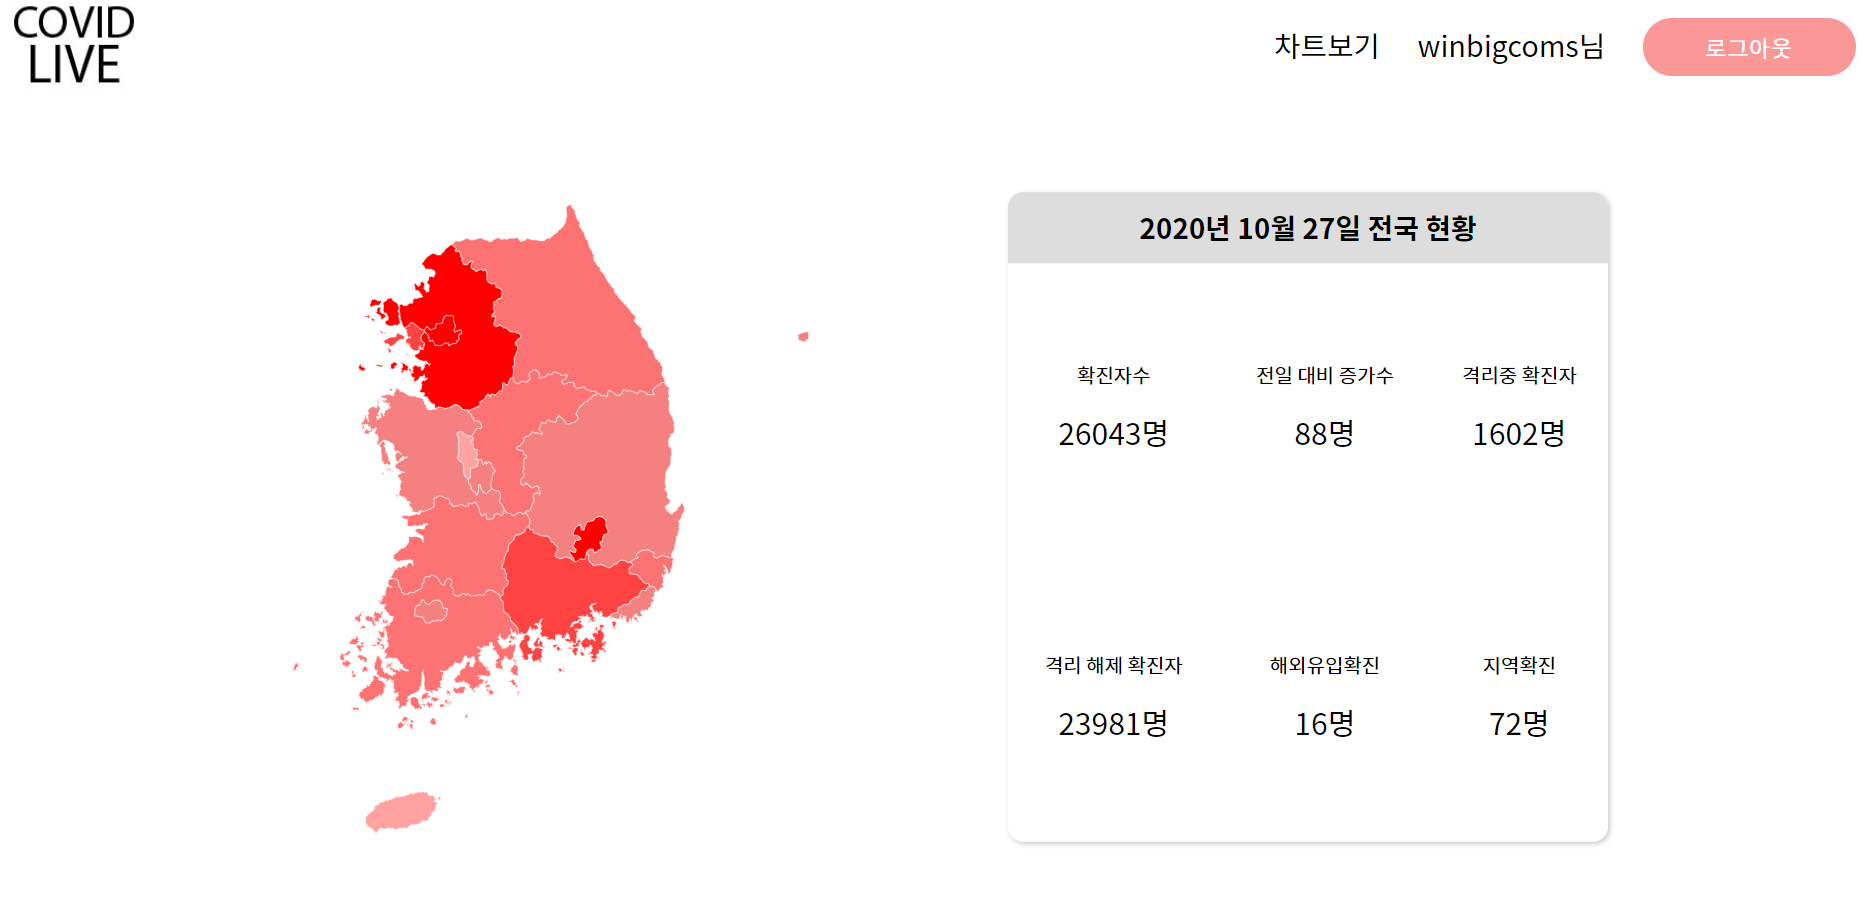 COVID
LIVE
차트보기
winbigcoms님
로그아웃
2020년 10월 27일 전국 현황
확진자수
전일 대비 증가수
격리중 확진자
26043명
88명
1602명
격리 해제 확진자
해외유입확진
지역확진
23981명
16명
72명